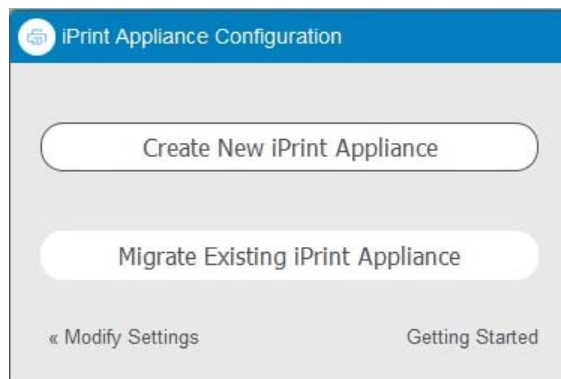 iPrint Appliance Configuration
Create New iPrint Appliance
Migrate Existing iPrint Appliance
« Modify Settings
Getting Started